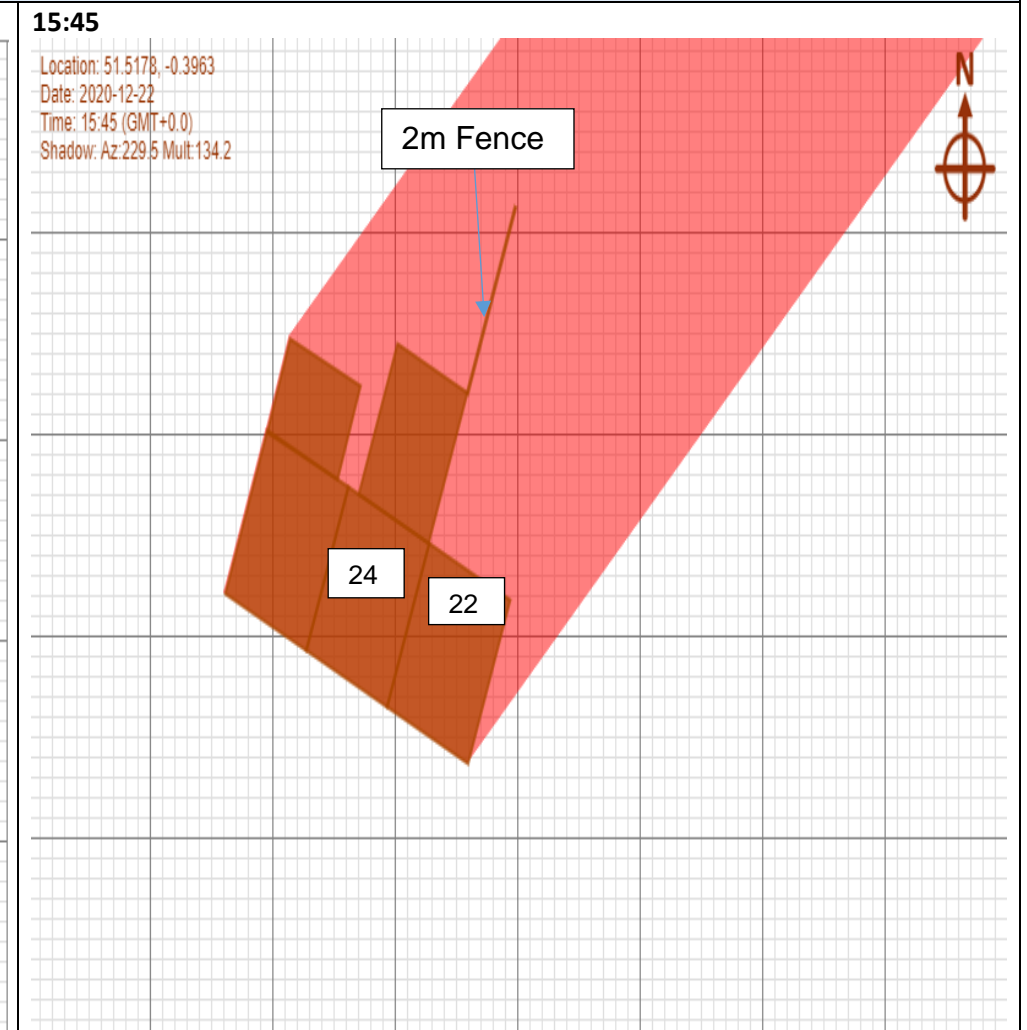 15:45
Location: 51.5178, -0.3963
Date: 2020-12-22
Time: 15:45 (GMT+0.0)
Shadow: Az:229.5 Mult:134.2
N
2m Fence
24
22